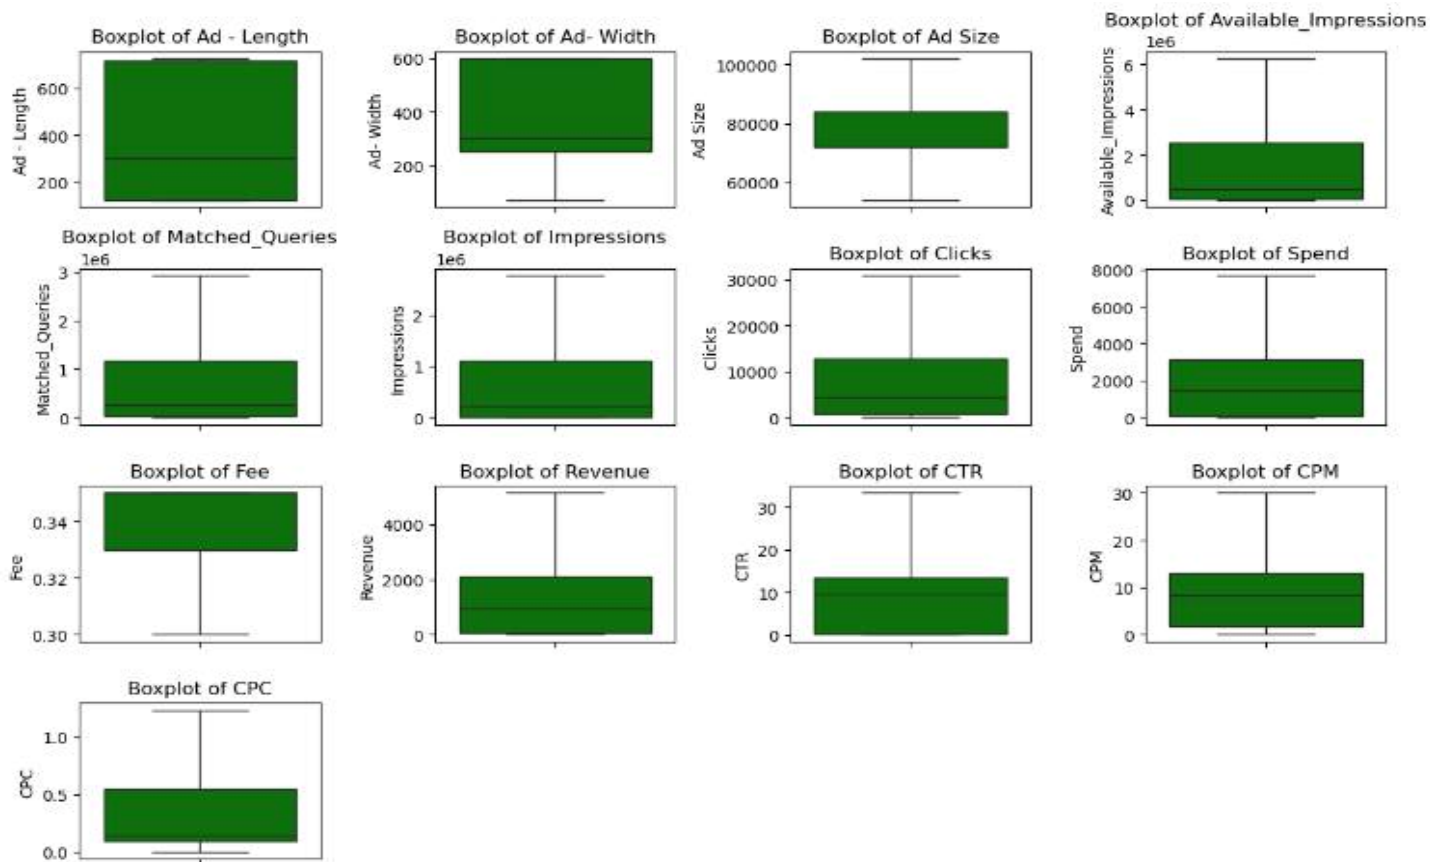 Boxplot of Ad - Length
Ad - Length
600
400
200
Boxplot of Ad- Width
Ad- Width
600
400
200
Boxplot of Ad Size
Ad Size
100000
80000
60000
Boxplot of Available_Impressions
1e6
Available_Impressions
6
4
2
0
Boxplot of Matched_Queries
1e6
Matched_Queries
3
2
1
0
Boxplot of Impressions
1e6
Impressions
2
1
0
Boxplot of Clicks
Clicks
30000
20000
10000
0
Boxplot of Spend
Spend
8000
6000
4000
2000
0
Boxplot of Fee
Fee
0.34
0.32
0.30
Boxplot of Revenue
Revenue
4000
2000
0
Boxplot of CTR
CTR
30
20
10
0
Boxplot of CPM
CPM
30
20
10
0
Boxplot of CPC
CPC
1.0
0.5
0.0